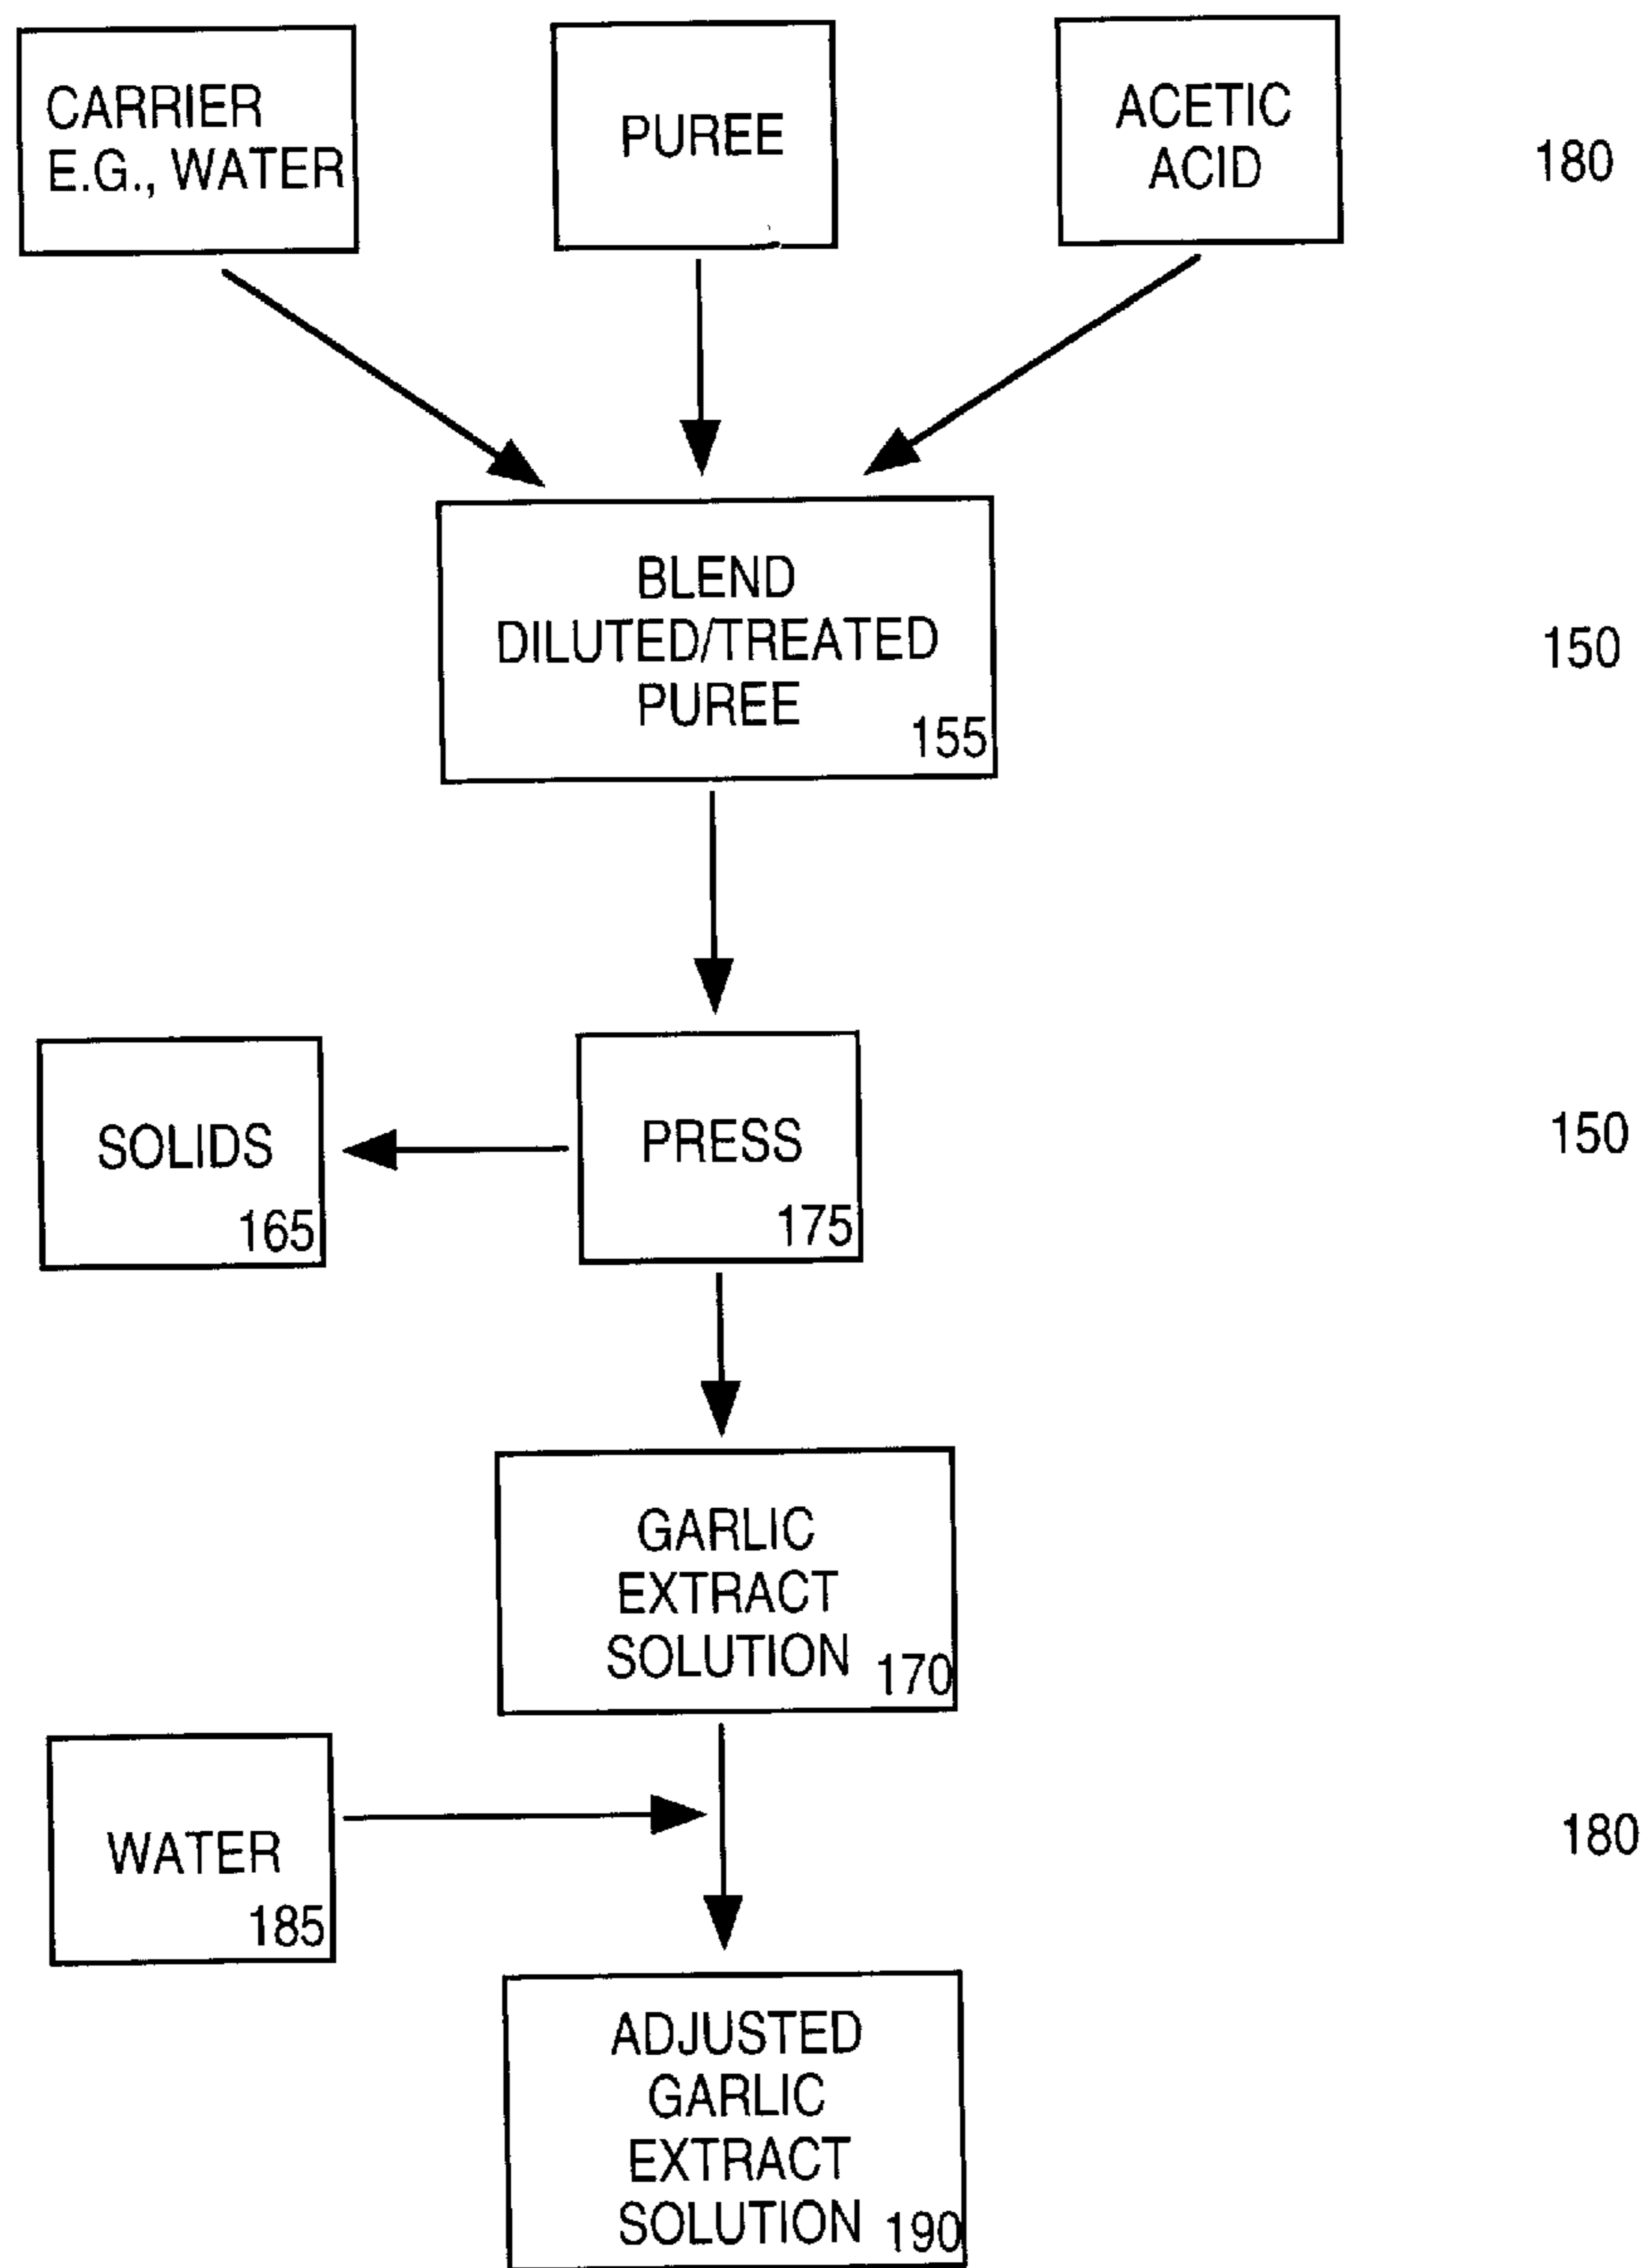 CARRIER
E.G., WATER
PUREE
ACETIC
ACID
180
BLEND
DILUTED/TREATED
PUREE
155
150
SOLIDS
165
PRESS
175
150
GARLIC
EXTRACT
SOLUTION 170
WATER
185
180
ADJUSTED
GARLIC
EXTRACT
SOLUTION 190